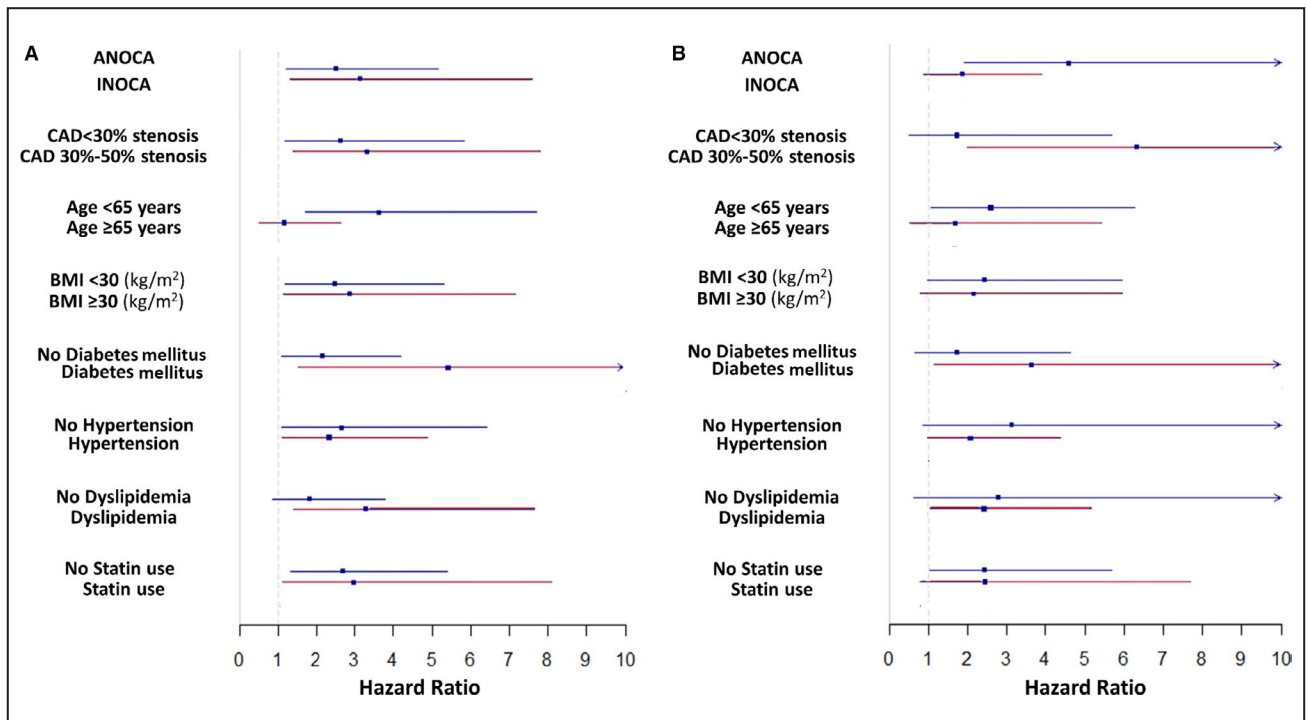 A
ANOCA
INOCA
CAD<30% stenosis
CAD 30%-50% stenosis
Age <65 years
Age ≥65 years
BMI <30 (kg/m²)
BMI ≥30 (kg/m²)
No Diabetes mellitus
Diabetes mellitus
No Hypertension
Hypertension
No Dyslipidemia
Dyslipidemia
No Statin use
Statin use
0 1 2 3 4 5 6 7 8 9 10
Hazard Ratio
B
ANOCA
INOCA
CAD<30% stenosis
CAD 30%-50% stenosis
Age <65 years
Age ≥65 years
BMI <30 (kg/m²)
BMI ≥30 (kg/m²)
No Diabetes mellitus
Diabetes mellitus
No Hypertension
Hypertension
No Dyslipidemia
Dyslipidemia
No Statin use
Statin use
0 1 2 3 4 5 6 7 8 9 10
Hazard Ratio